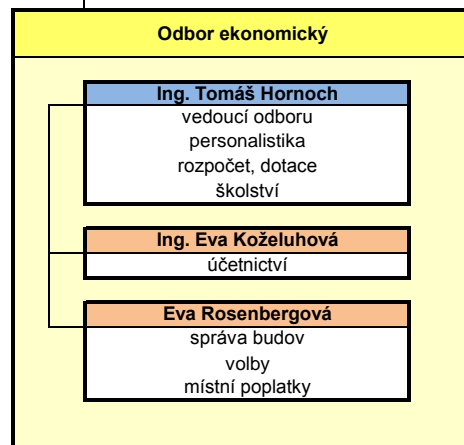 Odbor ekonomický
Ing. Tomáš Hornoch
vedoucí odboru
personalistika
rozpočet, dotace
školství
Ing. Eva Koželuhová
účetnictví
Eva Rosenbergová
správa budov
volby
místní poplatky